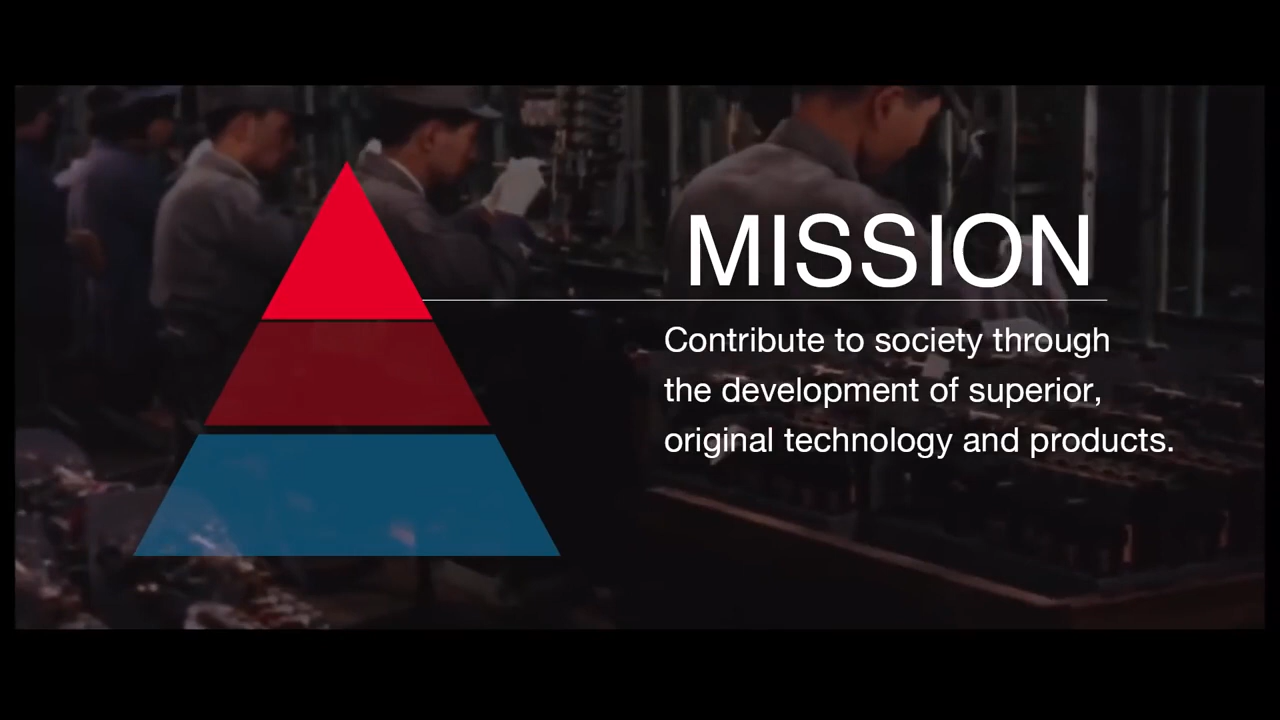 MISSION
Contribute to society through
the development of superior,
original technology and products.